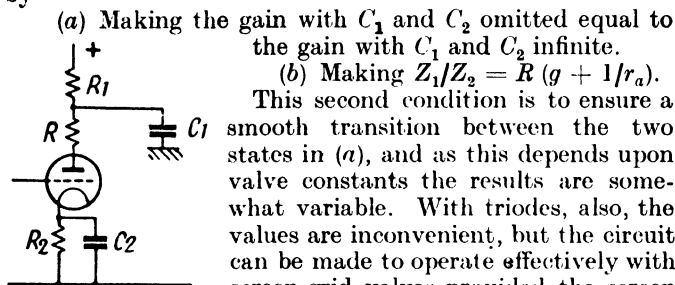 (a) Making the gain with C₁ and C₂ omitted equal to
the gain with C₁ and C₂ infinite.
(b) Making Z₁/Z₂ = R (g + 1/rₐ).
This second condition is to ensure a
smooth transition between the two
states in (a), and as this depends upon
valve constants the results are some-
what variable. With triodes, also, the
values are inconvenient, but the circuit
can be made to operate effectively with
+
R1
R
C1
R2
C2